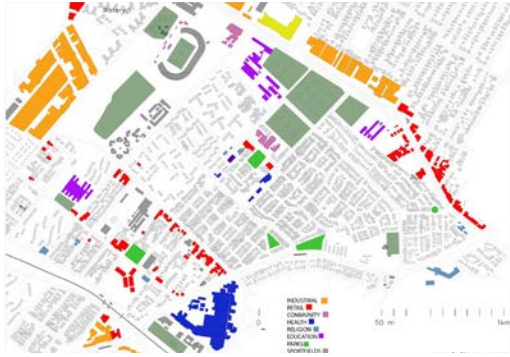 INDUSTRIAL
RETAIL
COMMUNITY
HEALTH
RELIGION
EDUCATION
PARKS
SPORTFIELDS
0
50 m
1km